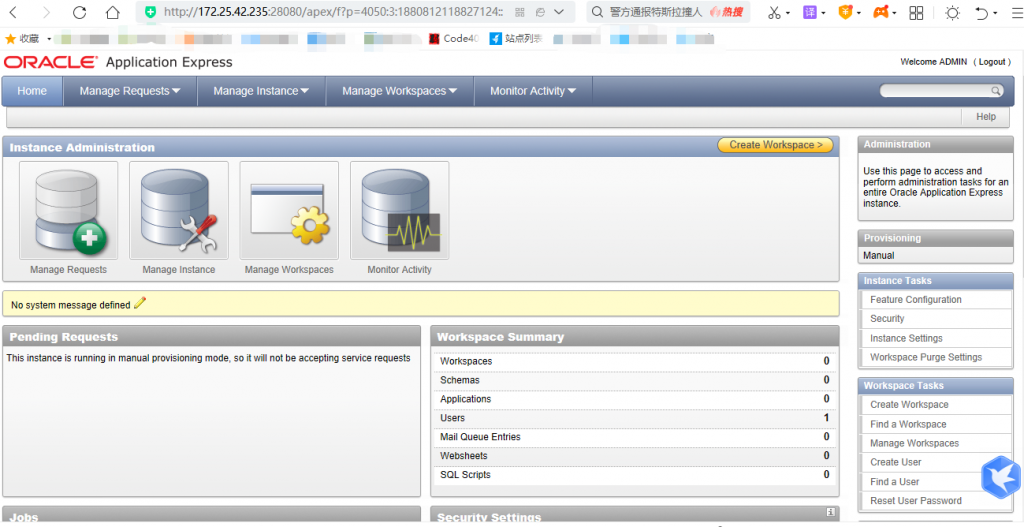 http://172.25.42.235:28080/apex/f?p=4050:3:1880812118827124::
警方通报特斯拉撞人 热搜
译
收藏
Code4
站点列表
ORACLE Application Express
Welcome ADMIN ( Logout )
Home
Manage Requests
Manage Instance
Manage Workspaces
Monitor Activity
Help
Instance Administration
Create Workspace >
Manage Requests
Manage Instance
Manage Workspaces
Monitor Activity
No system message defined
Pending Requests
This instance is running in manual provisioning mode, so it will not be accepting service requests
Workspace Summary
Workspaces 0
Schemas 0
Applications 0
Users 1
Mail Queue Entries 0
Websheets 0
SQL Scripts 0
Jobs
Security Settings
Administration
Use this page to access and
perform administration tasks for an
entire Oracle Application Express
instance.
Provisioning
Manual
Instance Tasks
Feature Configuration
Security
Instance Settings
Workspace Purge Settings
Workspace Tasks
Create Workspace
Find a Workspace
Manage Workspaces
Create User
Find a User
Reset User Password